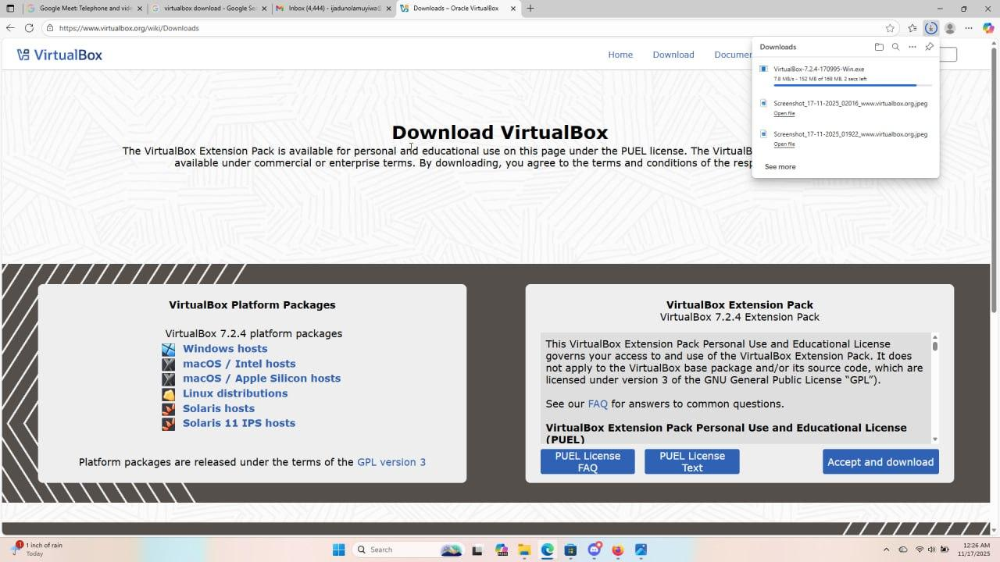 Google Meet: Telephone and vide
virtualbox download - Google Se
Inbox (4,444) - ijadunolamuyiwa@
Downloads – Oracle VirtualBox
https://www.virtualbox.org/wiki/Downloads
VirtualBox
Home
Download
Documen
Downloads
VirtualBox-7.2.4-170995-Win.exe
7.8 MB/s - 152 MB of 168 MB, 2 secs left
Screenshot_17-11-2025_02016_www.virtualbox.org.jpeg
Open file
Screenshot_17-11-2025_01922_www.virtualbox.org.jpeg
Open file
See more
Download VirtualBox
The VirtualBox Extension Pack is available for personal and educational use on this page under the PUEL license. The VirtualB
available under commercial or enterprise terms. By downloading, you agree to the terms and conditions of the resp
VirtualBox Platform Packages
VirtualBox 7.2.4 platform packages
Windows hosts
macOS / Intel hosts
macOS / Apple Silicon hosts
Linux distributions
Solaris hosts
Solaris 11 IPS hosts
Platform packages are released under the terms of the GPL version 3
VirtualBox Extension Pack
VirtualBox 7.2.4 Extension Pack
This VirtualBox Extension Pack Personal Use and Educational License
governs your access to and use of the VirtualBox Extension Pack. It does
not apply to the VirtualBox base package and/or its source code, which are
licensed under version 3 of the GNU General Public License “GPL”).
See our FAQ for answers to common questions.
VirtualBox Extension Pack Personal Use and Educational License
(PUEL)
PUEL License
FAQ
PUEL License
Text
Accept and download
1
1 inch of rain
Today
Search
12:26 AM
11/17/2025